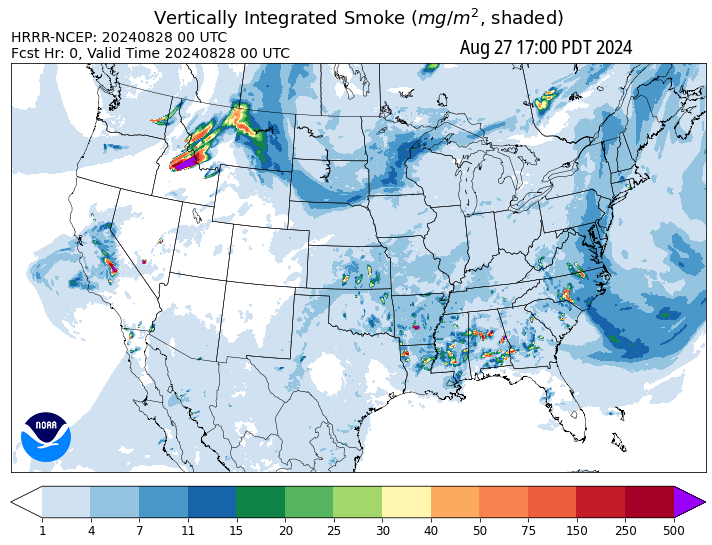 Vertically Integrated Smoke (mg/m², shaded)
HRRR-NCEP: 20240828 00 UTC
Fcst Hr: 0, Valid Time 20240828 00 UTC
Aug 27 17:00 PDT 2024
NOAA
1 4 7 11 15 20 25 30 40 50 75 150 250 500